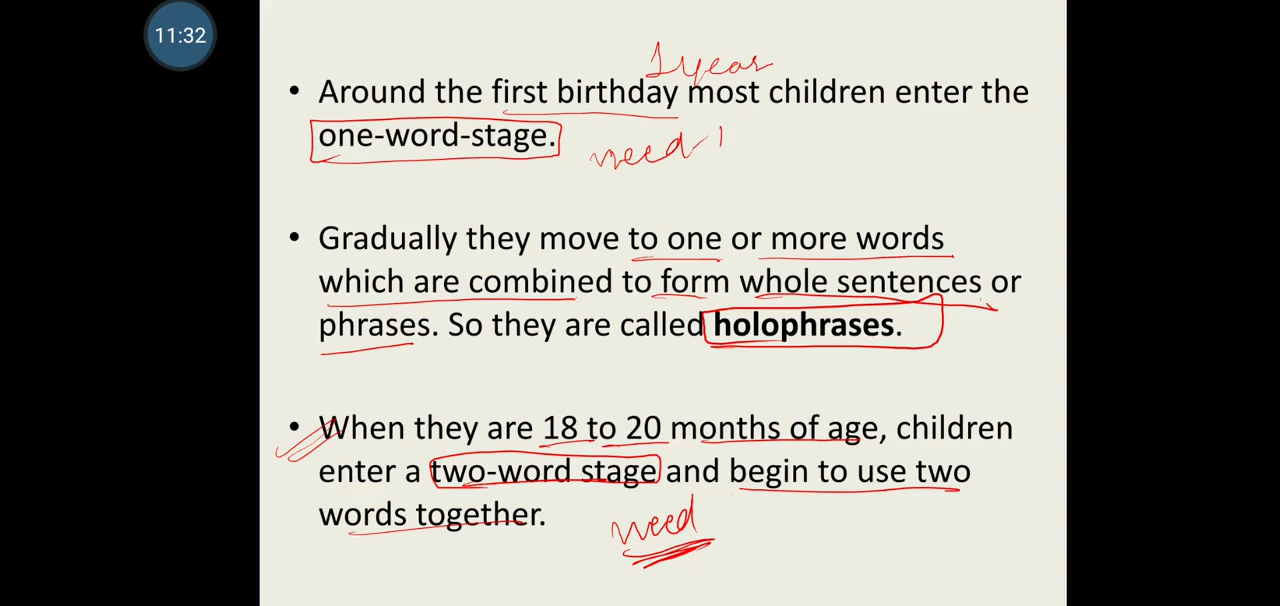 11:32
1 year
• Around the first birthday most children enter the
one-word-stage.
need
• Gradually they move to one or more words
which are combined to form whole sentences or
phrases. So they are called holophrases.
• When they are 18 to 20 months of age, children
enter a two-word stage and begin to use two
words together.
need